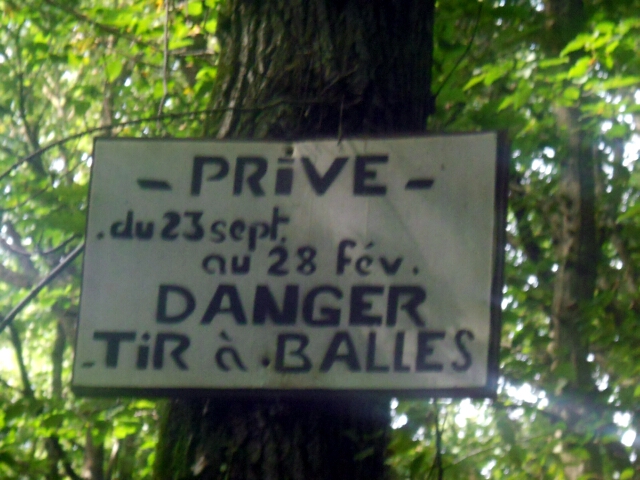 - PRIVE -
. du 23 sept.
au 28 fév.
DANGER
-TiR à . BALLES